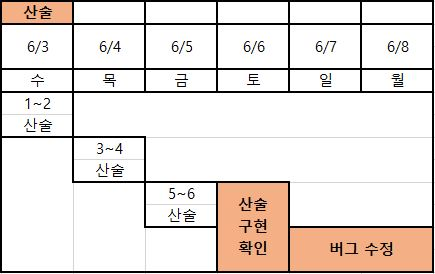 산술
6/3 6/4 6/5 6/6 6/7 6/8
수 목 금 토 일 월
1~2
산술
3~4
산술
5~6
산술
산술
구현
확인
버그 수정